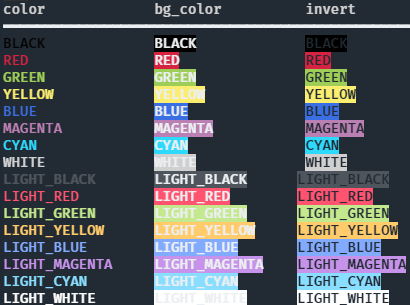 color bg_color invert
BLACK BLACK BLACK
RED RED RED
GREEN GREEN GREEN
YELLOW YELLOW YELLOW
BLUE BLUE BLUE
MAGENTA MAGENTA MAGENTA
CYAN CYAN CYAN
WHITE WHITE WHITE
LIGHT_BLACK LIGHT_BLACK LIGHT_BLACK
LIGHT_RED LIGHT_RED LIGHT_RED
LIGHT_GREEN LIGHT_GREEN LIGHT_GREEN
LIGHT_YELLOW LIGHT_YELLOW LIGHT_YELLOW
LIGHT_BLUE LIGHT_BLUE LIGHT_BLUE
LIGHT_MAGENTA LIGHT_MAGENTA LIGHT_MAGENTA
LIGHT_CYAN LIGHT_CYAN LIGHT_CYAN
LIGHT_WHITE LIGHT_WHITE LIGHT_WHITE